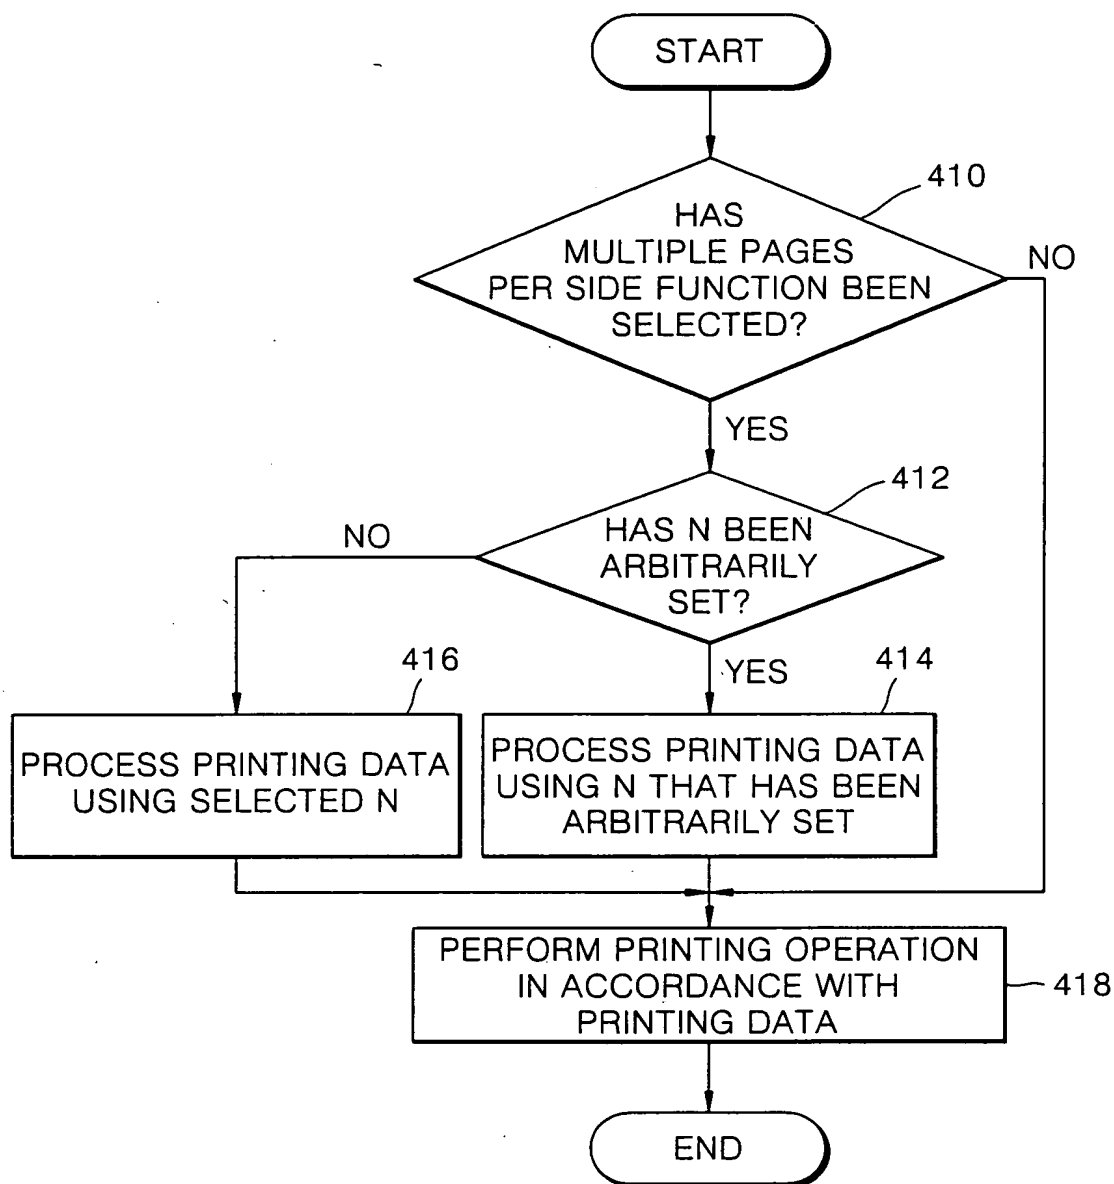 START
410
HAS
MULTIPLE PAGES
PER SIDE FUNCTION BEEN
SELECTED?
NO
YES
412
HAS N BEEN
ARBITRARILY
SET?
NO
YES
416
PROCESS PRINTING DATA
USING SELECTED N
414
PROCESS PRINTING DATA
USING N THAT HAS BEEN
ARBITRARILY SET
PERFORM PRINTING OPERATION
IN ACCORDANCE WITH
PRINTING DATA
418
END